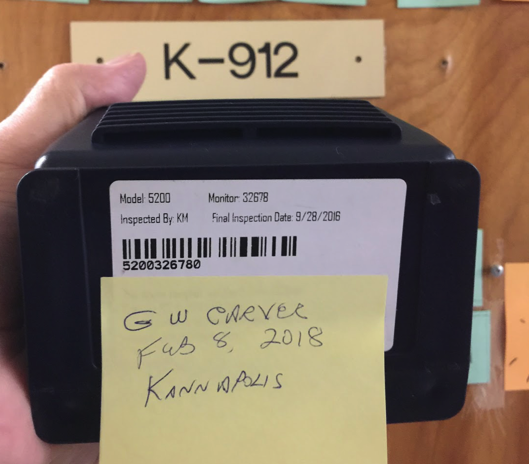 K-912
Model: 5200 Monitor: 32678
Inspected By: KM Final Inspection Date: 9/28/2016
5200326780
GW CARVER
FEB 8, 2018
KANNAPOLIS